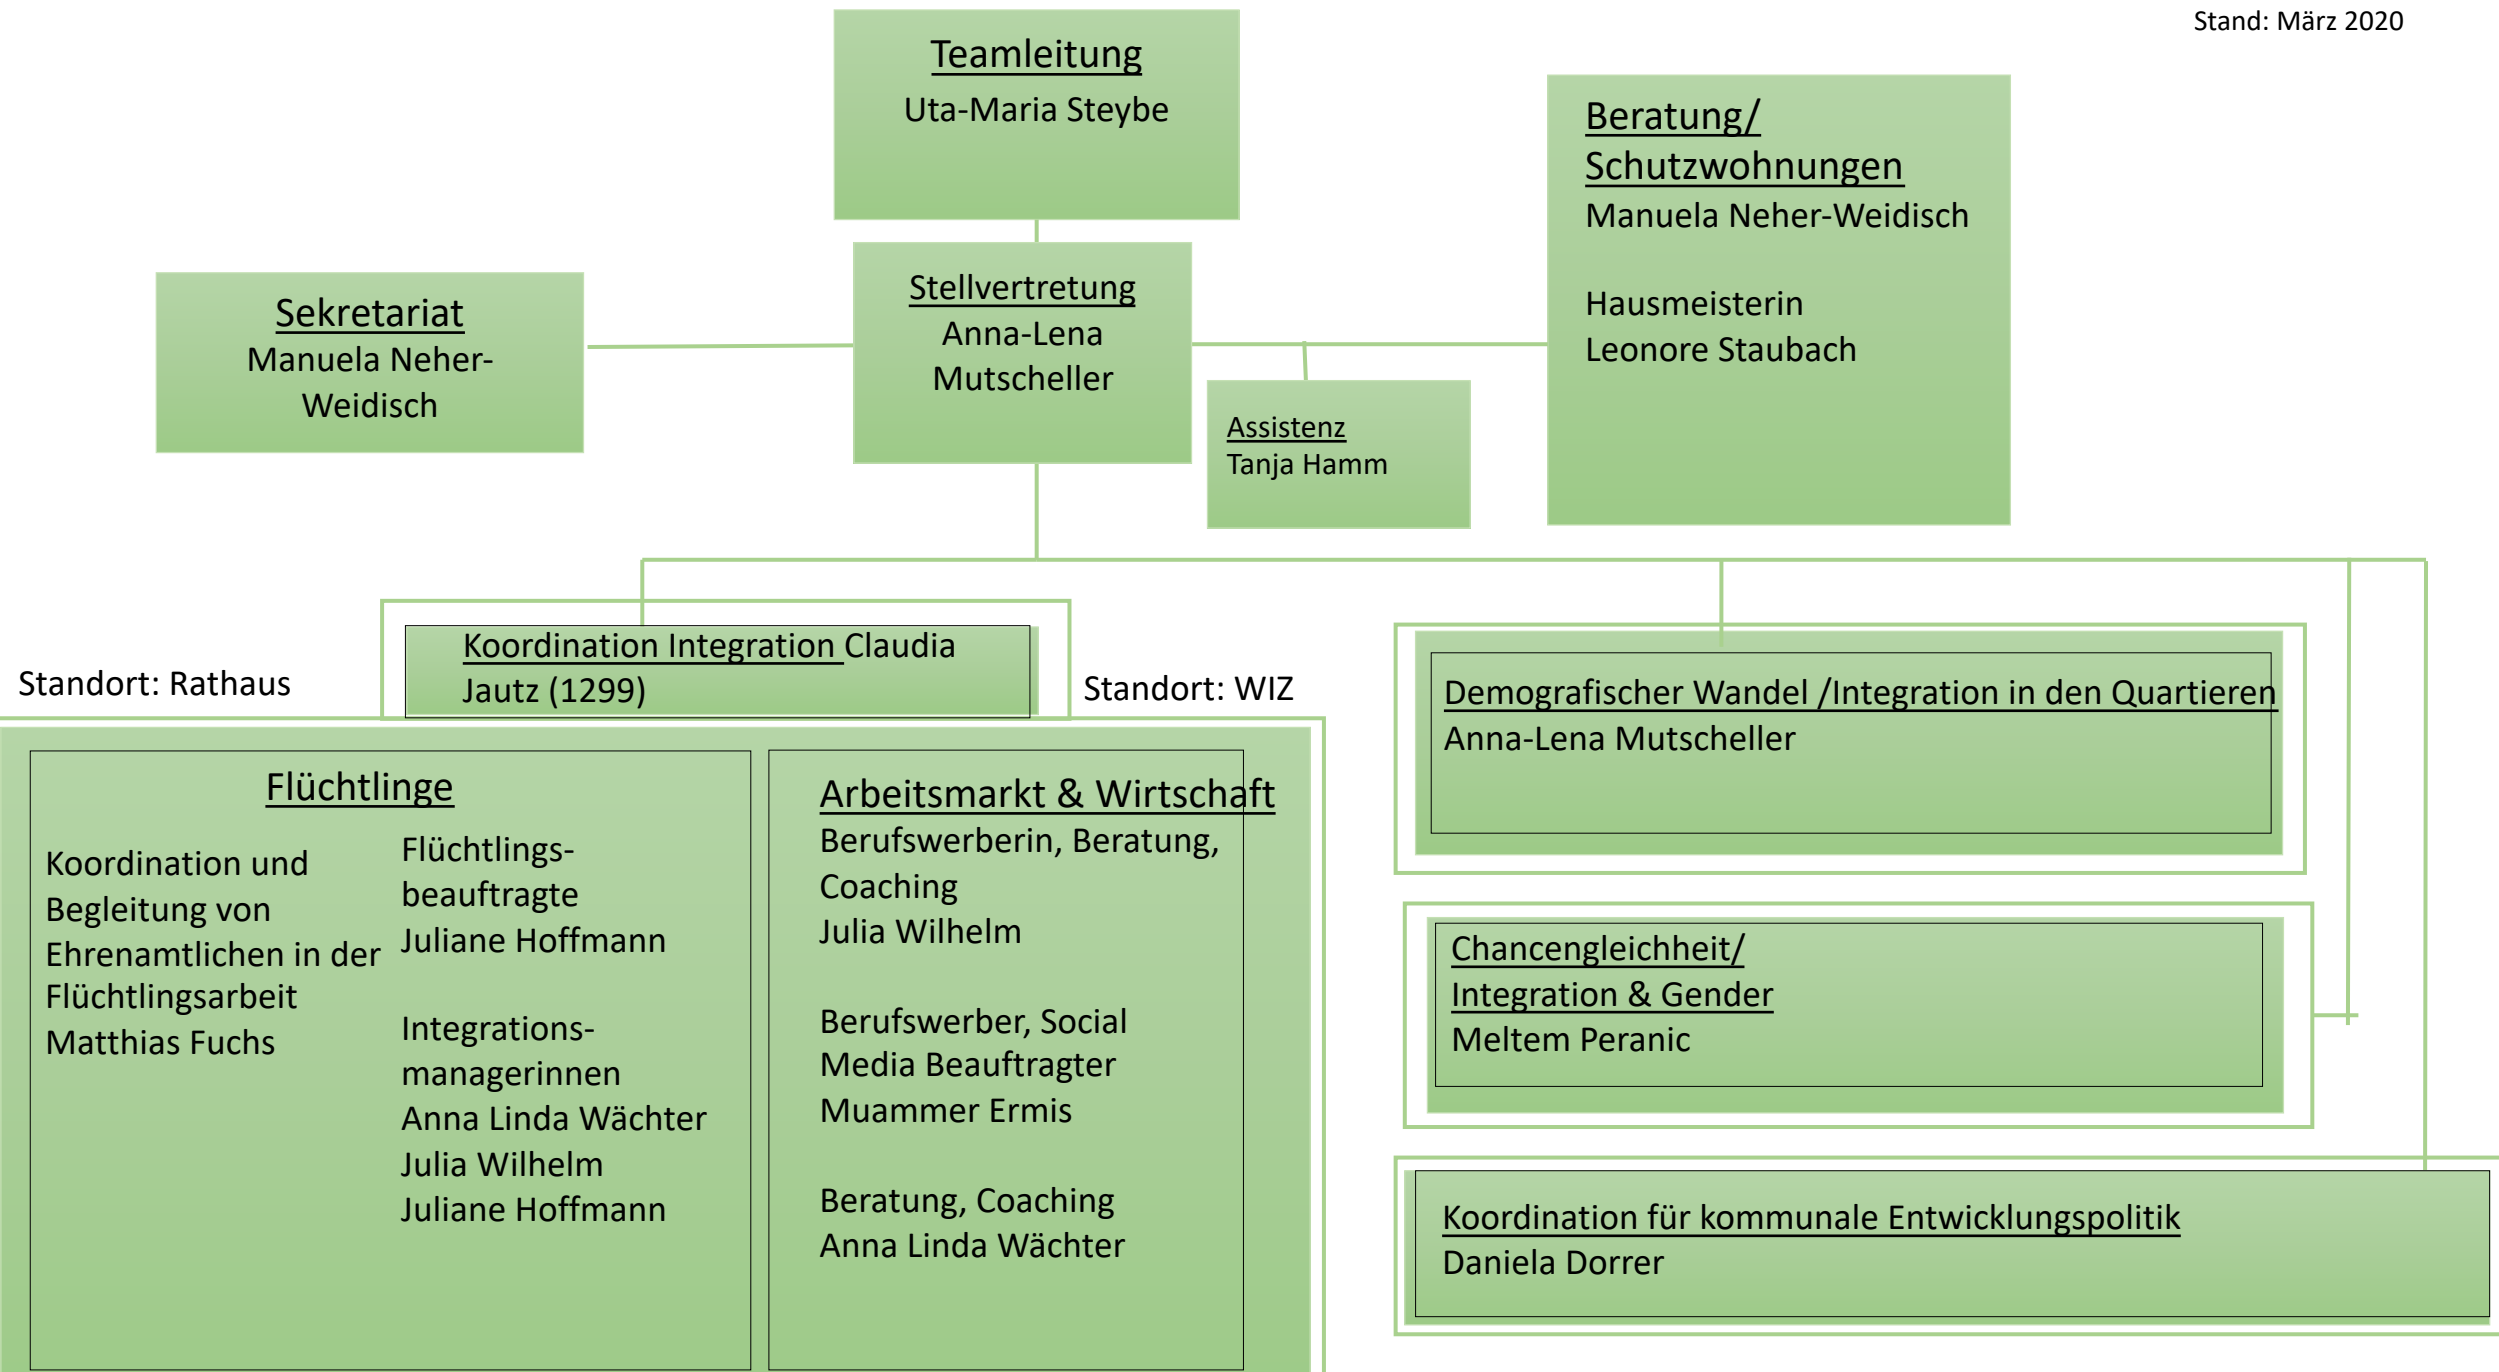 Stand: März 2020
Teamleitung
Uta-Maria Steybe
Beratung/
Schutzwohnungen
Manuela Neher-Weidisch
Hausmeisterin
Leonore Staubach
Sekretariat
Manuela Neher-
Weidisch
Stellvertretung
Anna-Lena
Mutscheller
Assistenz
Tanja Hamm
Koordination Integration Claudia
Jautz (1299)
Standort: Rathaus
Standort: WIZ
Flüchtlinge
Koordination und
Begleitung von
Ehrenamtlichen in der
Flüchtlingsarbeit
Matthias Fuchs
Flüchtlings-
beauftragte
Juliane Hoffmann
Integrations-
managerinnen
Anna Linda Wächter
Julia Wilhelm
Juliane Hoffmann
Arbeitsmarkt & Wirtschaft
Berufswerberin, Beratung,
Coaching
Julia Wilhelm
Berufswerber, Social
Media Beauftragter
Muammer Ermis
Beratung, Coaching
Anna Linda Wächter
Demografischer Wandel /Integration in den Quartieren
Anna-Lena Mutscheller
Chancengleichheit/
Integration & Gender
Meltem Peranic
Koordination für kommunale Entwicklungspolitik
Daniela Dorrer